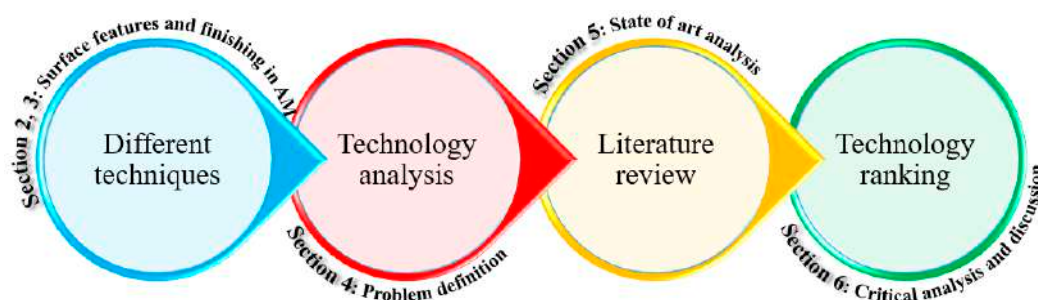 Section 2, 3: Surface features and finishing in AM
Different
techniques
Section 4: Problem definition
Technology
analysis
Section 5: State of art analysis
Literature
review
Section 6: Critical analysis and discussion
Technology
ranking